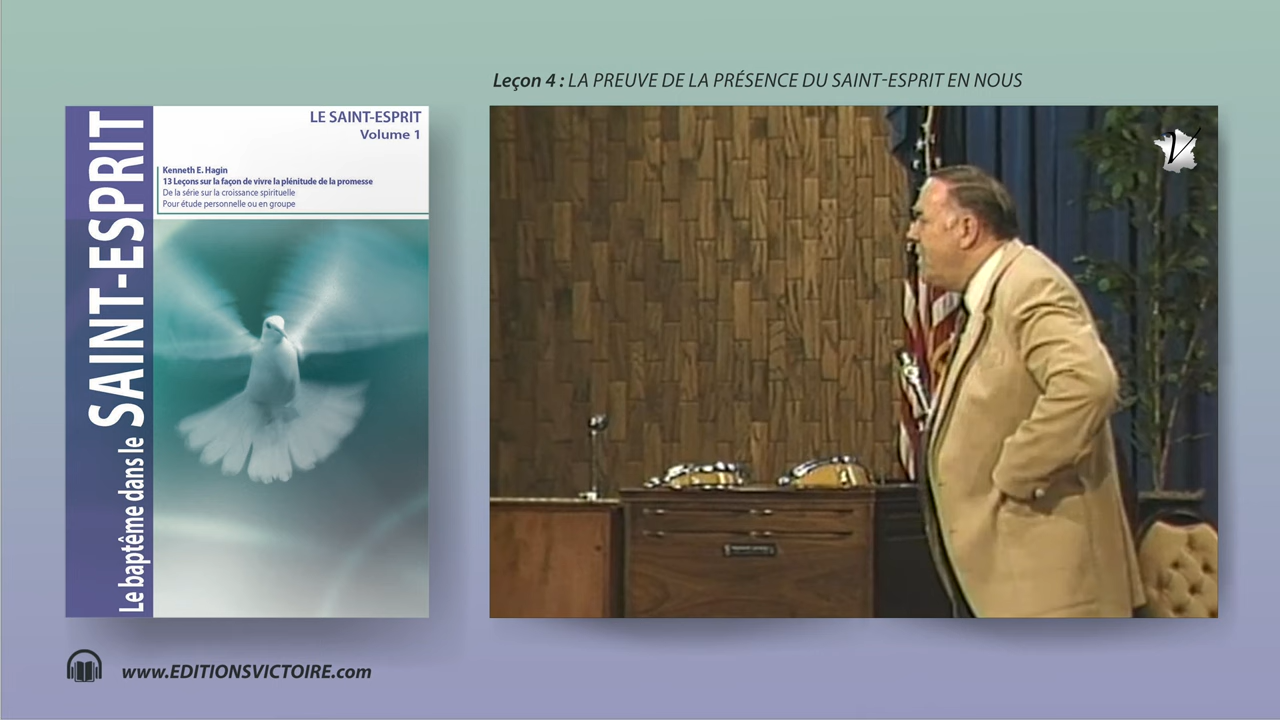 Leçon 4 : LA PREUVE DE LA PRÉSENCE DU SAINT-ESPRIT EN NOUS
Le baptême dans le SAINT-ESPRIT
LE SAINT-ESPRIT
Volume 1
Kenneth E. Hagin
13 Leçons sur la façon de vivre la plénitude de la promesse
De la série sur la croissance spirituelle
Pour étude personnelle ou en groupe
V
www.EDITIONSVICTOIRE.com